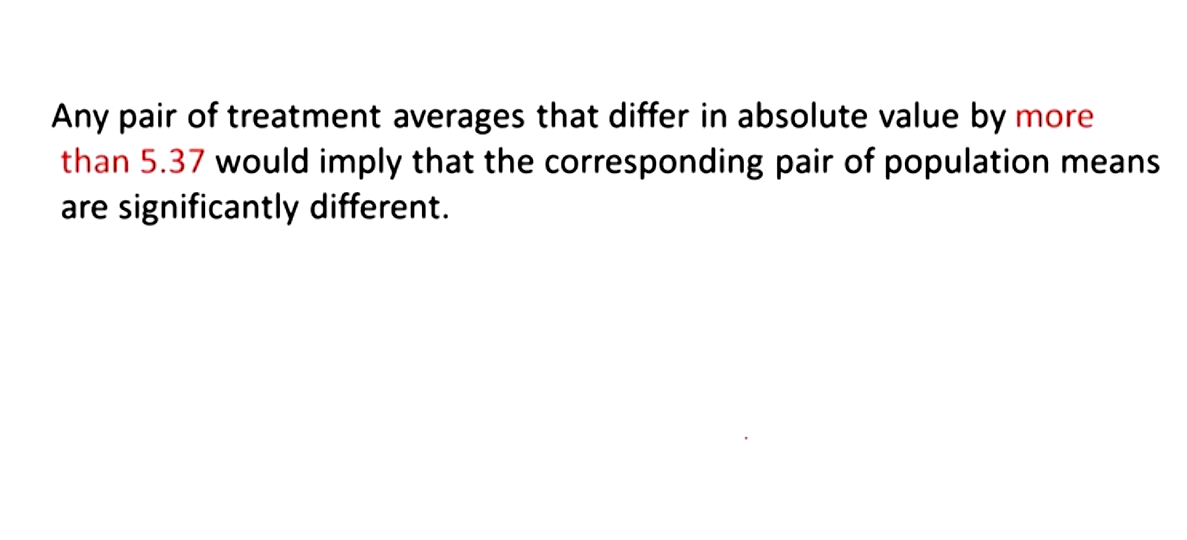 Any pair of treatment averages that differ in absolute value by more
than 5.37 would imply that the corresponding pair of population means
are significantly different.